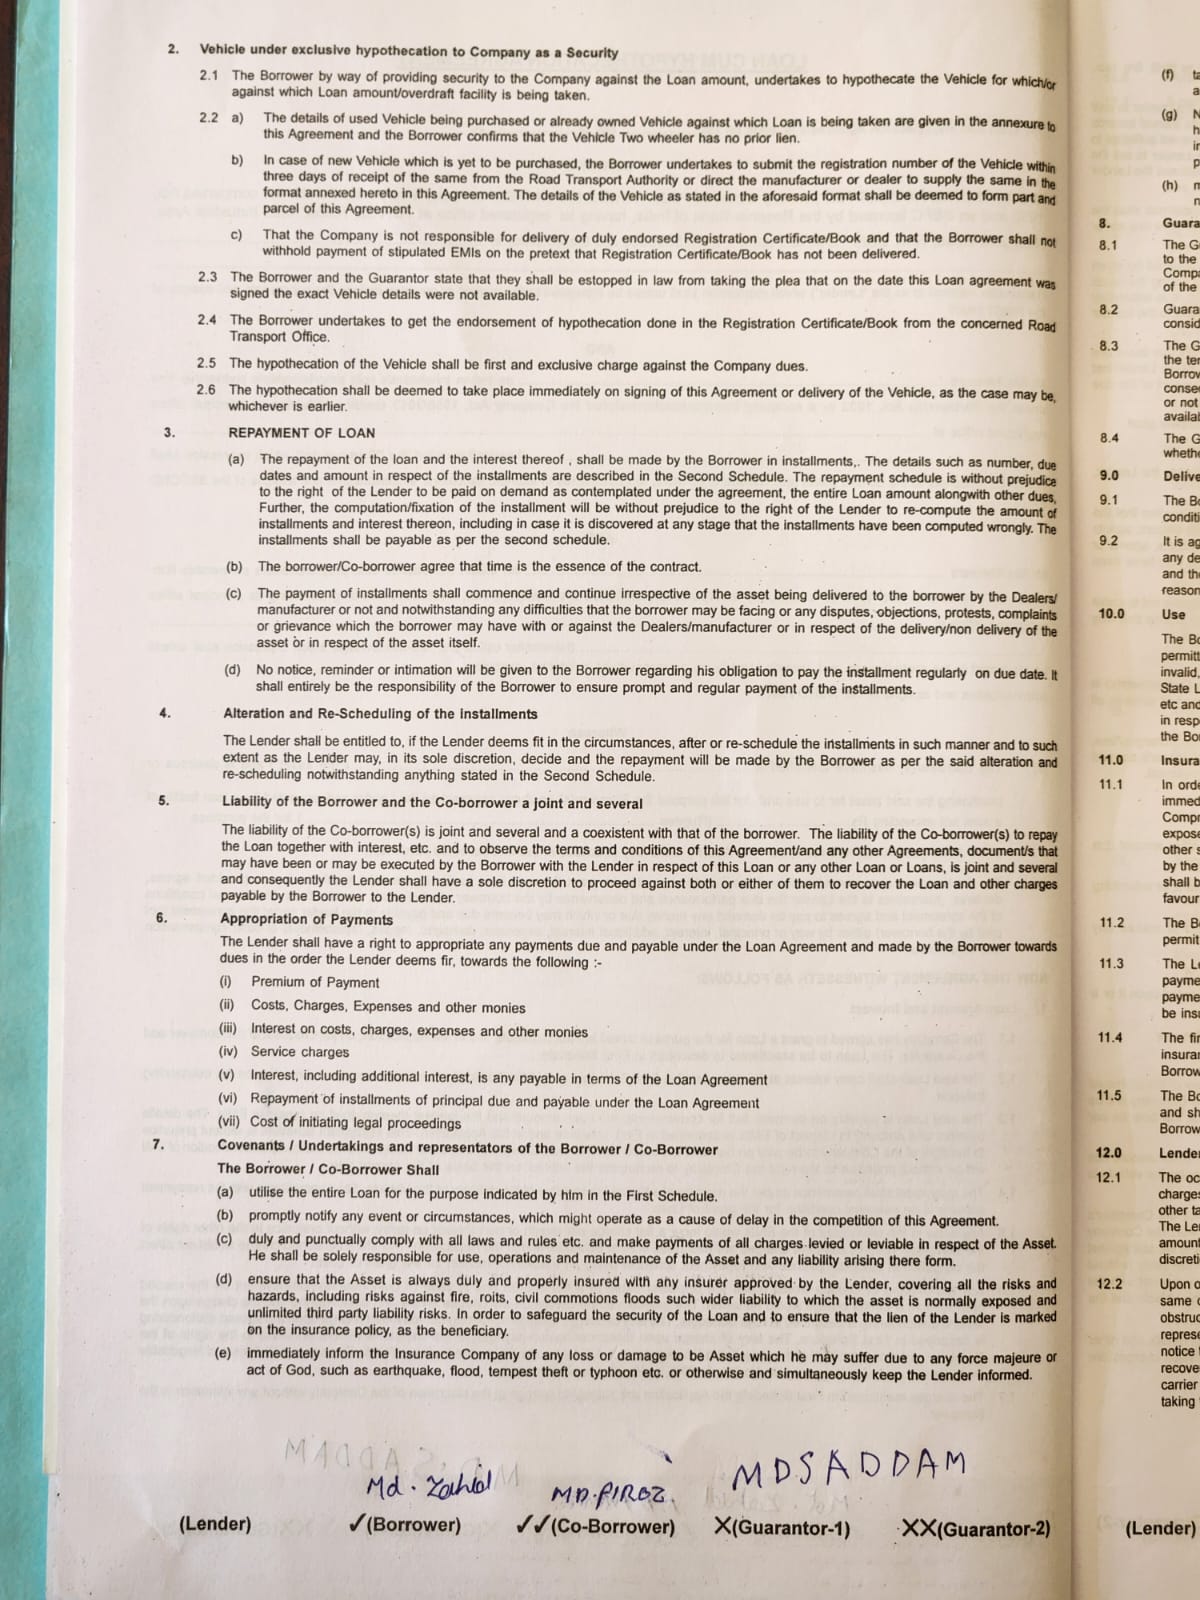 2. Vehicle under exclusive hypothecation to Company as a Security
2.1 The Borrower by way of providing security to the Company against the Loan amount, undertakes to hypothecate the Vehicle for which/or
against which Loan amount/overdraft facility is being taken.
2.2 a) The details of used Vehicle being purchased or already owned Vehicle against which Loan is being taken are given in the annexure to
this Agreement and the Borrower confirms that the Vehicle Two wheeler has no prior lien.
b) In case of new Vehicle which is yet to be purchased, the Borrower undertakes to submit the registration number of the Vehicle within
three days of receipt of the same from the Road Transport Authority or direct the manufacturer or dealer to supply the same in the
format annexed hereto in this Agreement. The details of the Vehicle as stated in the aforesaid format shall be deemed to form part and
parcel of this Agreement.
c) That the Company is not responsible for delivery of duly endorsed Registration Certificate/Book and that the Borrower shall not
withhold payment of stipulated EMIs on the pretext that Registration Certificate/Book has not been delivered.
2.3 The Borrower and the Guarantor state that they shall be estopped in law from taking the plea that on the date this Loan agreement was
signed the exact Vehicle details were not available.
2.4 The Borrower undertakes to get the endorsement of hypothecation done in the Registration Certificate/Book from the concerned Road
Transport Office.
2.5 The hypothecation of the Vehicle shall be first and exclusive charge against the Company dues.
2.6 The hypothecation shall be deemed to take place immediately on signing of this Agreement or delivery of the Vehicle, as the case may be,
whichever is earlier.
3. REPAYMENT OF LOAN
(a) The repayment of the loan and the interest thereof , shall be made by the Borrower in installments,. The details such as number, due
dates and amount in respect of the installments are described in the Second Schedule. The repayment schedule is without prejudice
to the right of the Lender to be paid on demand as contemplated under the agreement, the entire Loan amount alongwith other dues,
Further, the computation/fixation of the installment will be without prejudice to the right of the Lender to re-compute the amount of
installments and interest thereon, including in case it is discovered at any stage that the installments have been computed wrongly. The
installments shall be payable as per the second schedule.
(b) The borrower/Co-borrower agree that time is the essence of the contract.
(c) The payment of installments shall commence and continue irrespective of the asset being delivered to the borrower by the Dealers/
manufacturer or not and notwithstanding any difficulties that the borrower may be facing or any disputes, objections, protests, complaints
or grievance which the borrower may have with or against the Dealers/manufacturer or in respect of the delivery/non delivery of the
asset or in respect of the asset itself.
(d) No notice, reminder or intimation will be given to the Borrower regarding his obligation to pay the installment regularly on due date. It
shall entirely be the responsibility of the Borrower to ensure prompt and regular payment of the installments.
4. Alteration and Re-Scheduling of the installments
The Lender shall be entitled to, if the Lender deems fit in the circumstances, after or re-schedule the installments in such manner and to such
extent as the Lender may, in its sole discretion, decide and the repayment will be made by the Borrower as per the said alteration and
re-scheduling notwithstanding anything stated in the Second Schedule.
5. Liability of the Borrower and the Co-borrower a joint and several
The liability of the Co-borrower(s) is joint and several and a coexistent with that of the borrower. The liability of the Co-borrower(s) to repay
the Loan together with interest, etc. and to observe the terms and conditions of this Agreement/and any other Agreements, document/s that
may have been or may be executed by the Borrower with the Lender in respect of this Loan or any other Loan or Loans, is joint and several
and consequently the Lender shall have a sole discretion to proceed against both or either of them to recover the Loan and other charges
payable by the Borrower to the Lender.
6. Appropriation of Payments
The Lender shall have a right to appropriate any payments due and payable under the Loan Agreement and made by the Borrower towards
dues in the order the Lender deems fir, towards the following :-
(i) Premium of Payment
(ii) Costs, Charges, Expenses and other monies
(iii) Interest on costs, charges, expenses and other monies
(iv) Service charges
(v) Interest, including additional interest, is any payable in terms of the Loan Agreement
(vi) Repayment of installments of principal due and payable under the Loan Agreement
(vii) Cost of initiating legal proceedings
7. Covenants / Undertakings and representators of the Borrower / Co-Borrower
The Borrower / Co-Borrower Shall
(a) utilise the entire Loan for the purpose indicated by him in the First Schedule.
(b) promptly notify any event or circumstances, which might operate as a cause of delay in the competition of this Agreement.
(c) duly and punctually comply with all laws and rules etc. and make payments of all charges levied or leviable in respect of the Asset.
He shall be solely responsible for use, operations and maintenance of the Asset and any liability arising there form.
(d) ensure that the Asset is always duly and properly insured with any insurer approved by the Lender, covering all the risks and
hazards, including risks against fire, roits, civil commotions floods such wider liability to which the asset is normally exposed and
unlimited third party liability risks. In order to safeguard the security of the Loan and to ensure that the lien of the Lender is marked
on the insurance policy, as the beneficiary.
(e) immediately inform the Insurance Company of any loss or damage to be Asset which he may suffer due to any force majeure or
act of God, such as earthquake, flood, tempest theft or typhoon etc. or otherwise and simultaneously keep the Lender informed.
Md. Zahid MD.PIROZ. MDSADDAM
(Lender) ✓(Borrower) ✓✓(Co-Borrower) X(Guarantor-1) XX(Guarantor-2)
(f)
(g)
(h)
8.
8.1 The
to the
of the
8.2
8.3 The
the
or not
8.4 The
9.0
9.1 The
9.2 It is
any
and
10.0 Use
The
invalid,
State
etc and
in
the
11.0
11.1 In
other
by the
shall
favour
11.2 The
11.3 The
be
11.4 The
11.5 The
and
12.0
12.1 The
other
The
12.2 Upon
same
notice
carrier
taking
(Lender)